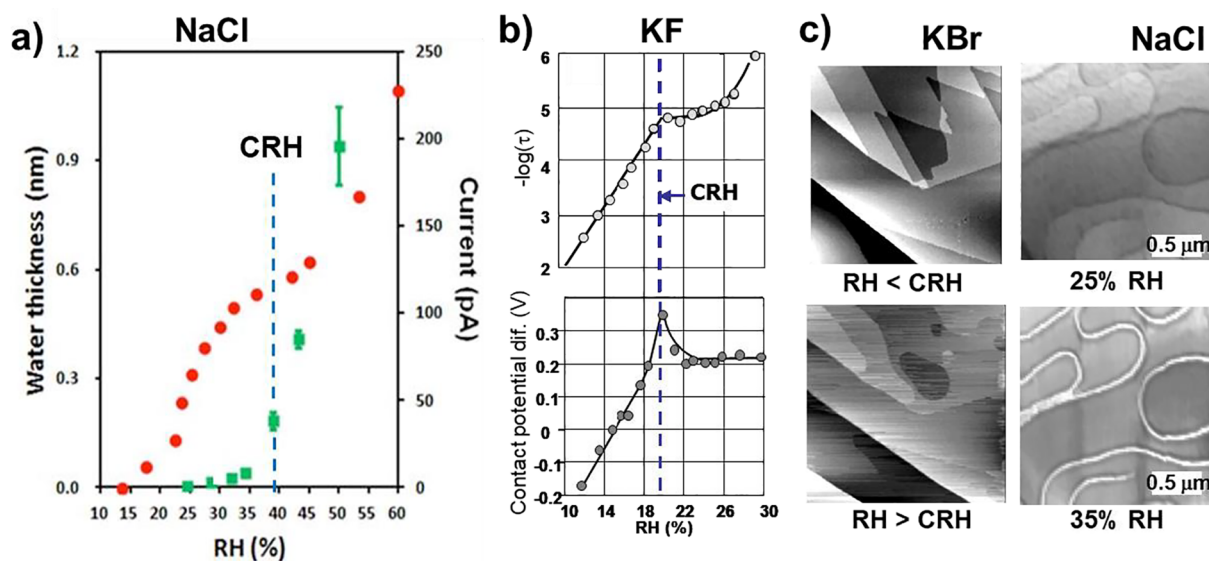 a)
NaCl
1.2
0.9
0.6
0.3
0.0
Water thickness (nm)
CRH
250
200
150
100
50
0
Current (pA)
10 15 20 25 30 35 40 45 50 55 60
RH (%)
b)
KF
6
5
4
3
2
-log(τ)
CRH
0.3
0.2
0.1
0
-0.1
-0.2
Contact potential dif. (V)
10 14 18 22 26 30
RH (%)
c)
KBr
NaCl
0.5 µm
RH < CRH
25% RH
0.5 µm
RH > CRH
35% RH